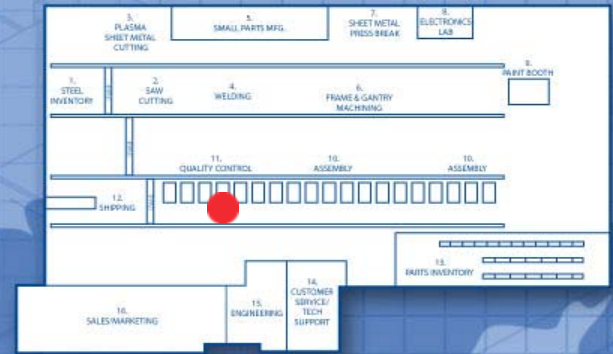 3.
PLASMA
SHEET METAL
CUTTING
5.
SMALL PARTS MFG.
7.
SHEET METAL
PRESS BREAK
8.
ELECTRONICS
LAB
1.
STEEL
INVENTORY
2.
SAW
CUTTING
4.
WELDING
6.
FRAME & GANTRY
MACHINING
9.
PAINT BOOTH
11.
QUALITY CONTROL
10.
ASSEMBLY
10.
ASSEMBLY
12.
SHIPPING
13.
PARTS INVENTORY
14.
CUSTOMER
SERVICE/
TECH
SUPPORT
15.
ENGINEERING
16.
SALES/MARKETING